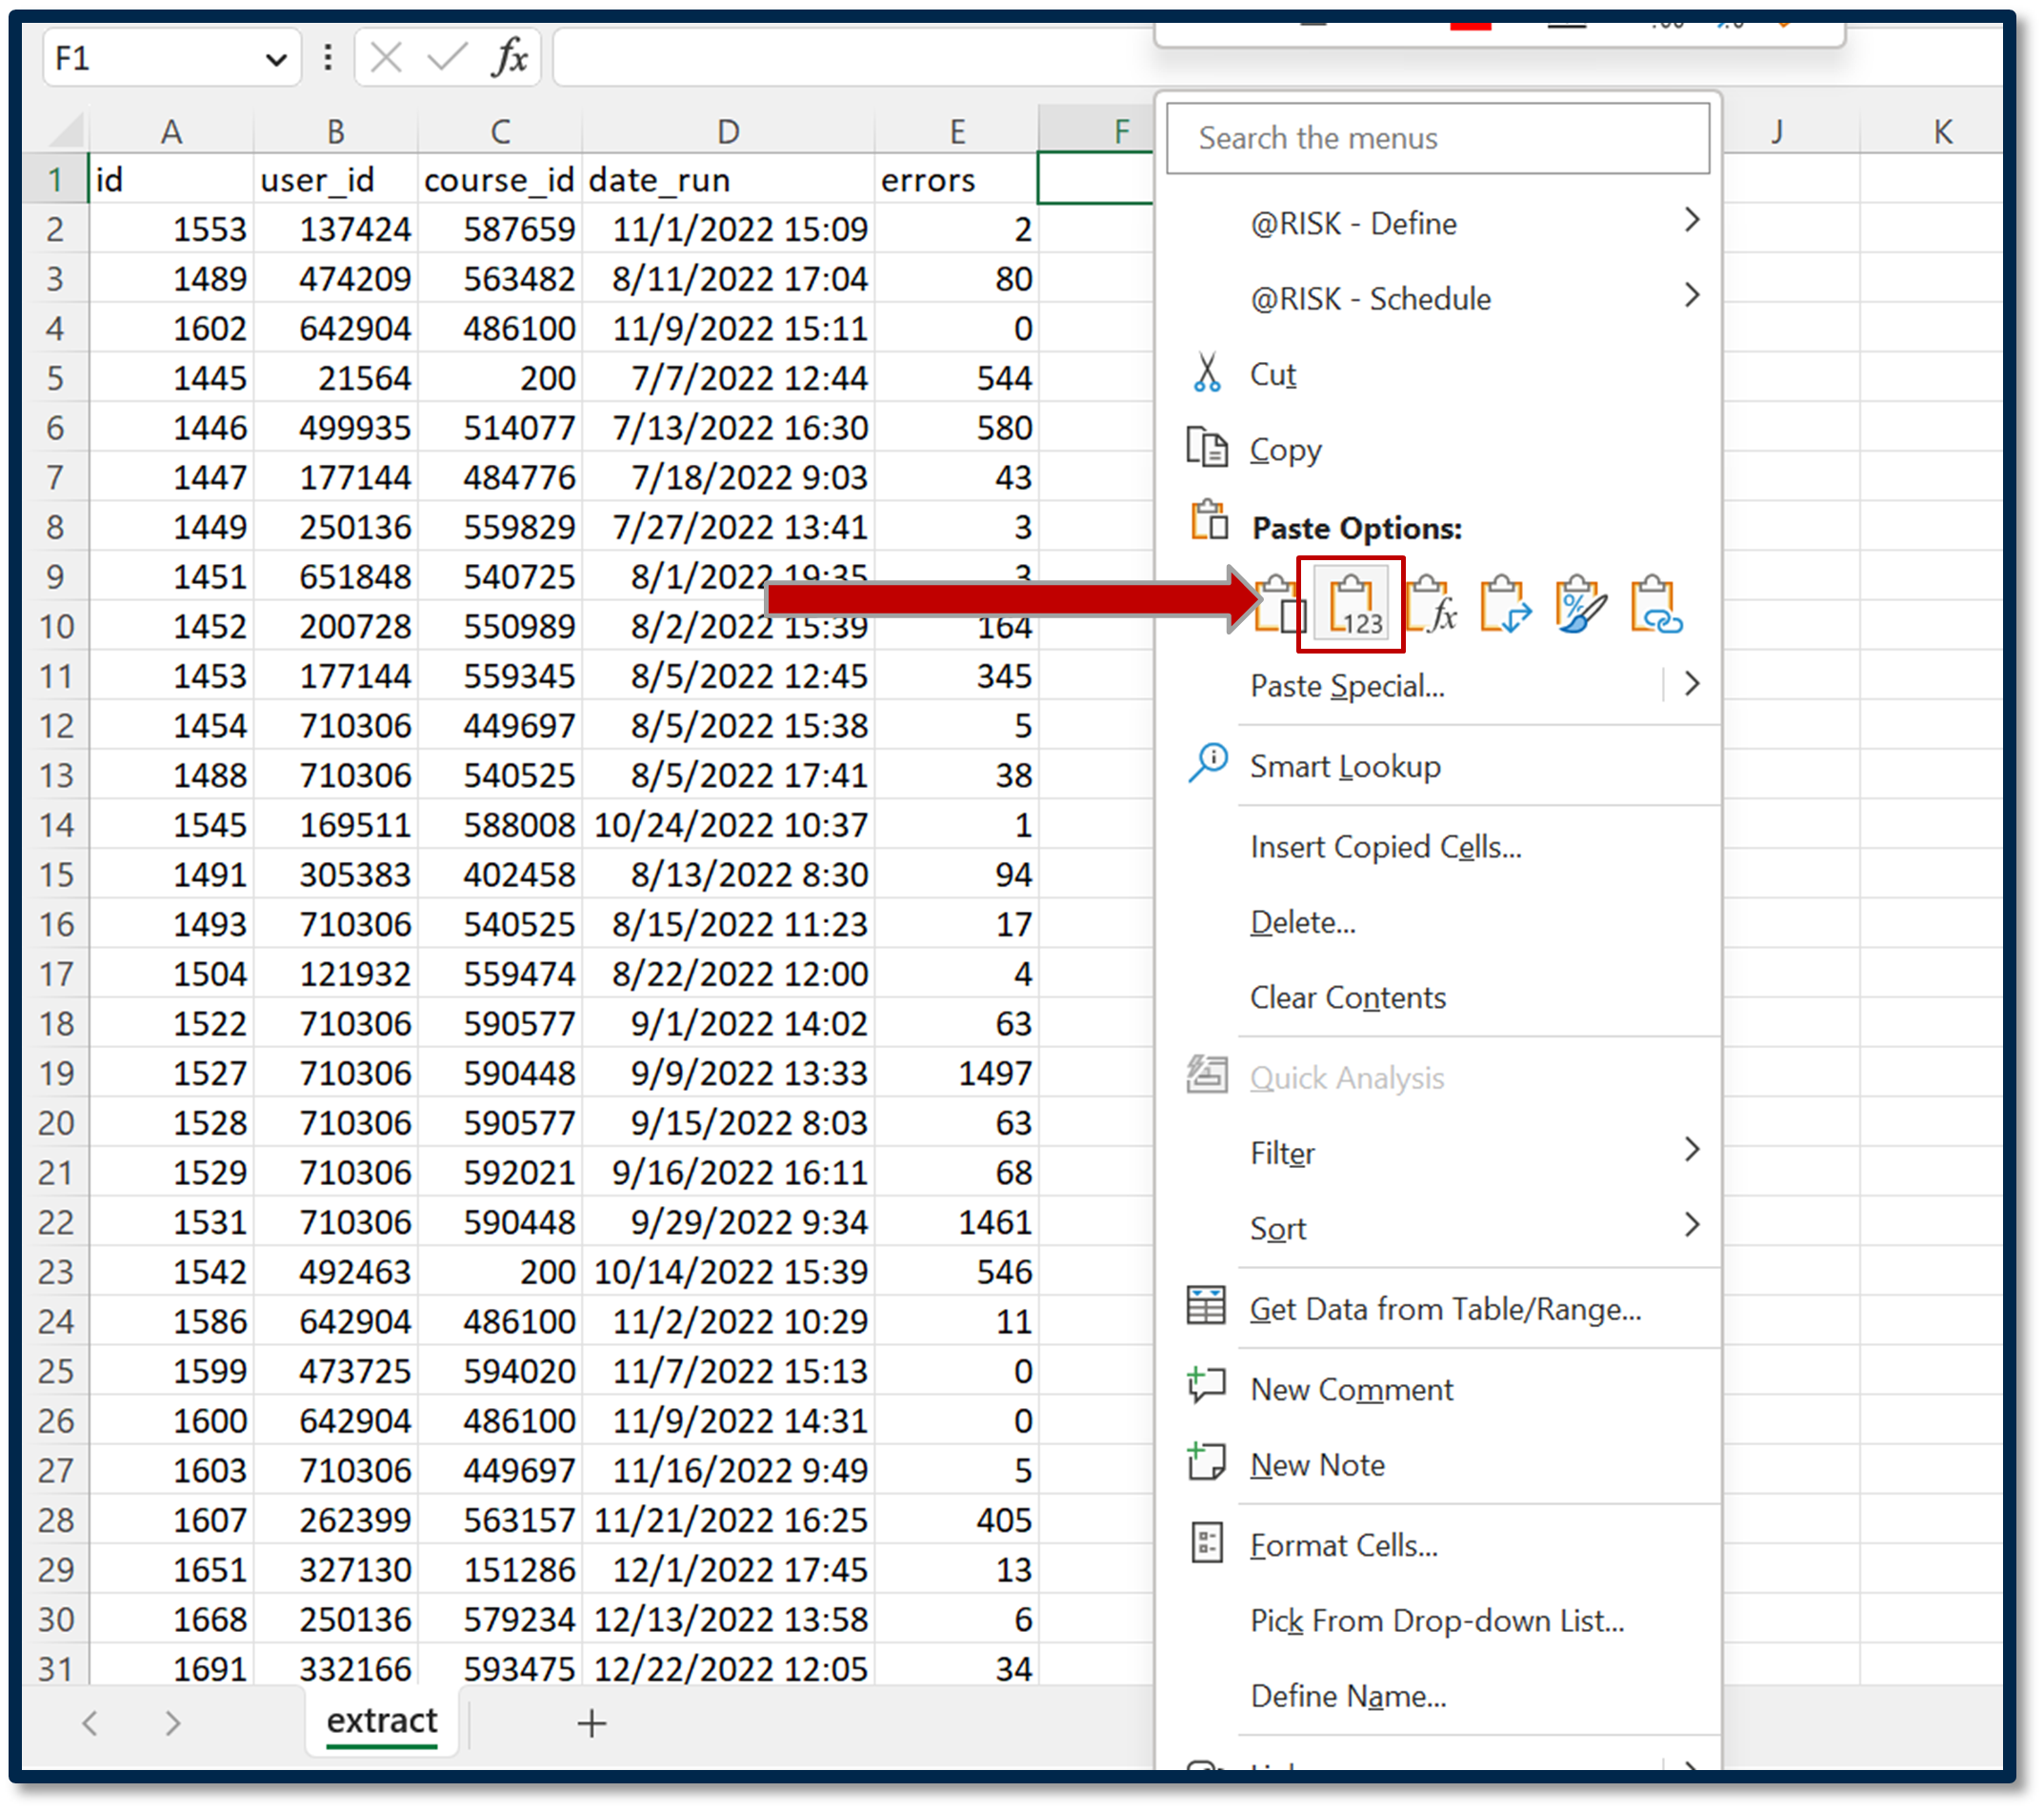 F1 fx
A B C D E F J K
1 id user_id course_id date_run errors
2 1553 137424 587659 11/1/2022 15:09 2
3 1489 474209 563482 8/11/2022 17:04 80
4 1602 642904 486100 11/9/2022 15:11 0
5 1445 21564 200 7/7/2022 12:44 544
6 1446 499935 514077 7/13/2022 16:30 580
7 1447 177144 484776 7/18/2022 9:03 43
8 1449 250136 559829 7/27/2022 13:41 3
9 1451 651848 540725 8/1/2022 19:35 3
10 1452 200728 550989 8/2/2022 15:39 164
11 1453 177144 559345 8/5/2022 12:45 345
12 1454 710306 449697 8/5/2022 15:38 5
13 1488 710306 540525 8/5/2022 17:41 38
14 1545 169511 588008 10/24/2022 10:37 1
15 1491 305383 402458 8/13/2022 8:30 94
16 1493 710306 540525 8/15/2022 11:23 17
17 1504 121932 559474 8/22/2022 12:00 4
18 1522 710306 590577 9/1/2022 14:02 63
19 1527 710306 590448 9/9/2022 13:33 1497
20 1528 710306 590577 9/15/2022 8:03 63
21 1529 710306 592021 9/16/2022 16:11 68
22 1531 710306 590448 9/29/2022 9:34 1461
23 1542 492463 200 10/14/2022 15:39 546
24 1586 642904 486100 11/2/2022 10:29 11
25 1599 473725 594020 11/7/2022 15:13 0
26 1600 642904 486100 11/9/2022 14:31 0
27 1603 710306 449697 11/16/2022 9:49 5
28 1607 262399 563157 11/21/2022 16:25 405
29 1651 327130 151286 12/1/2022 17:45 13
30 1668 250136 579234 12/13/2022 13:58 6
31 1691 332166 593475 12/22/2022 12:05 34
extract
Search the menus
@RISK - Define
@RISK - Schedule
Cut
Copy
Paste Options:
123 fx %
Paste Special...
Smart Lookup
Insert Copied Cells...
Delete...
Clear Contents
Quick Analysis
Filter
Sort
Get Data from Table/Range...
New Comment
New Note
Format Cells...
Pick From Drop-down List...
Define Name...